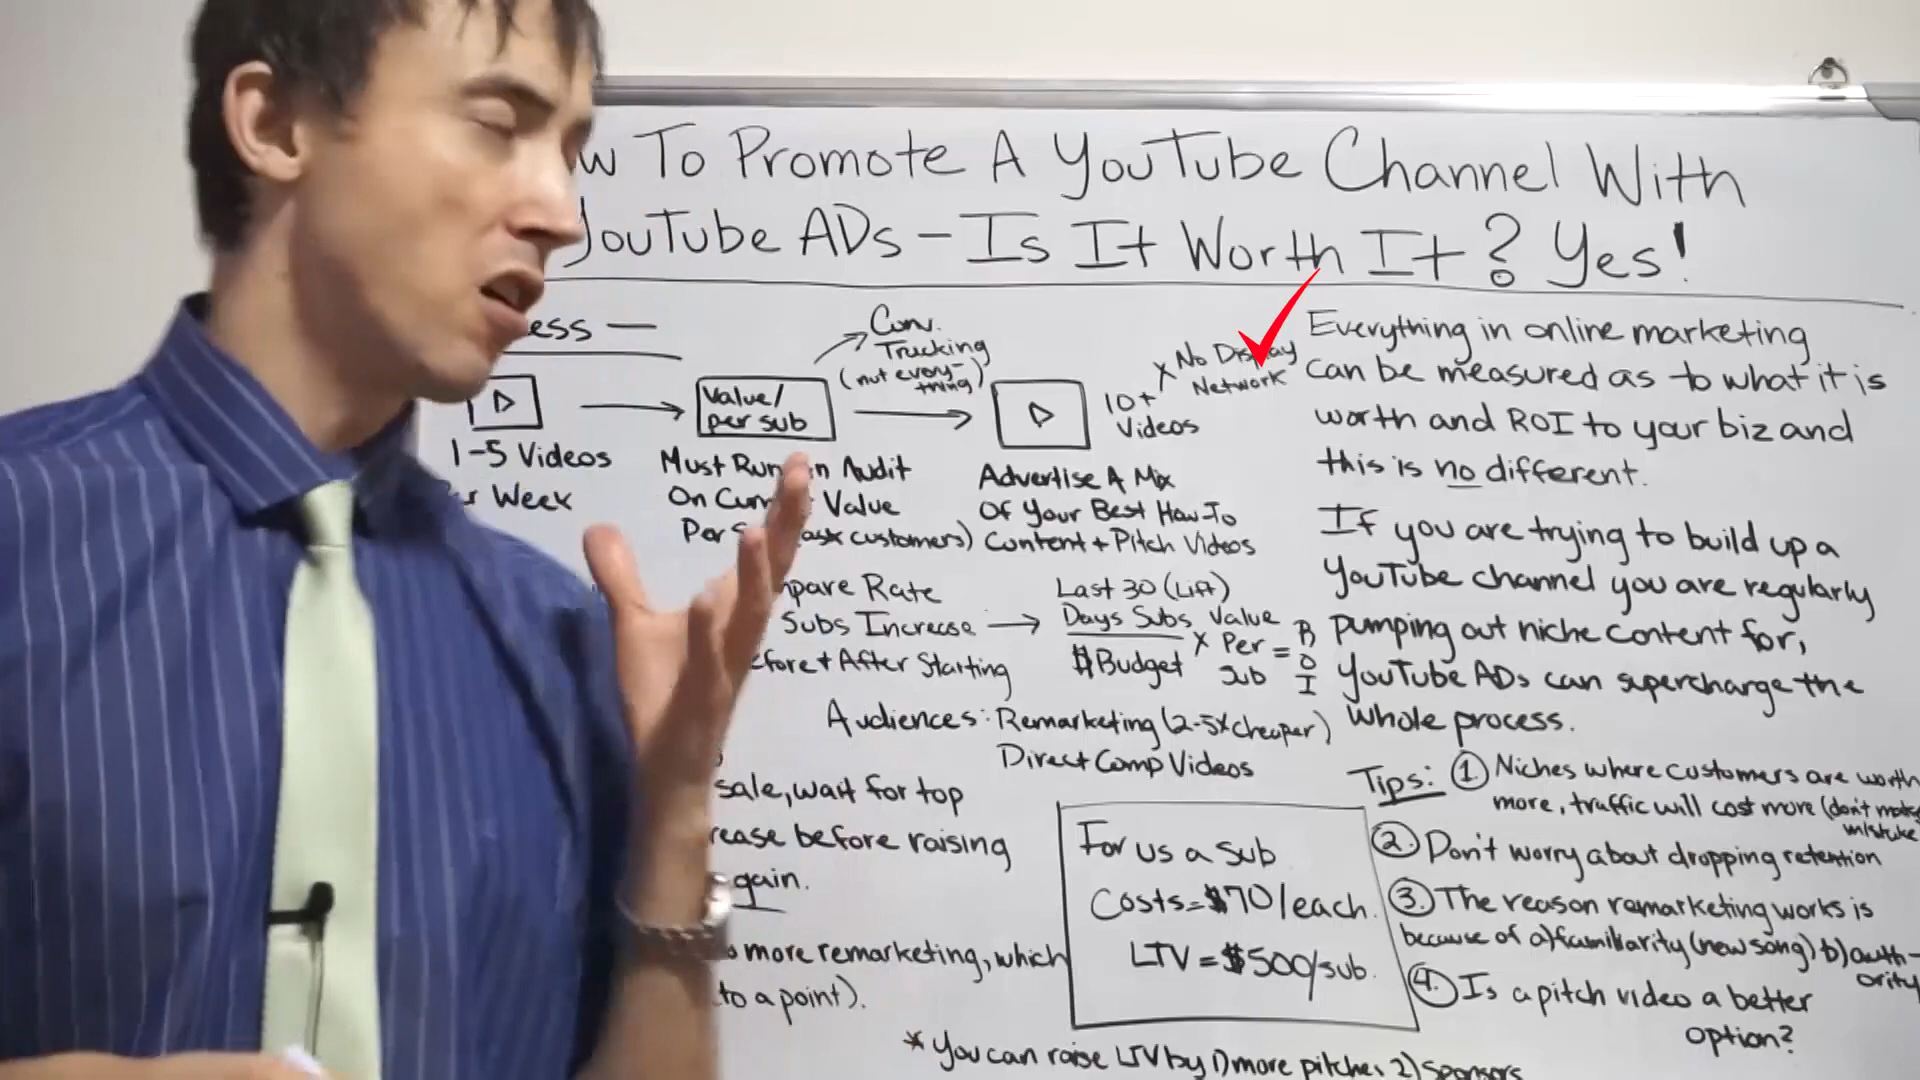 w To Promote A YouTube Channel With
YouTube ADs - Is It Worth It? Yes!
ess —
Conv.
Tracking
(not every-
thing)
Value/
per sub
10+
Videos
x No Display
Network
1-5 Videos
Week
Must Run Audit
On Value
Per (ask customers)
Advertise A Mix
Of Your Best How-To
Content + Pitch Videos
pare Rate
Subs Increase
efore + After Starting
Last 30 (Lift)
Days Subs
$Budget
x
Value
Per
Sub
= ROI
Audiences: Remarketing (2-5x cheaper)
Direct Comp Videos
sale, wait for top
rease before raising
gain.
o more remarketing, which
to a point).
For us a sub
Costs = $70/each.
LTV = $500/sub.
* You can raise LTV by 1) more pitches 2) sponsors
Everything in online marketing
can be measured as to what it is
worth and ROI to your biz and
this is no different.
If you are trying to build up a
YouTube channel you are regularly
pumping out niche content for,
YouTube ADs can supercharge the
whole process.
Tips: 1. Niches where customers are worth
more, traffic will cost more (don't make
mistake
2. Don't worry about dropping retention
3. The reason remarketing works is
because of a) familiarity (new song) b) auth-
ority
4. Is a pitch video a better
option?